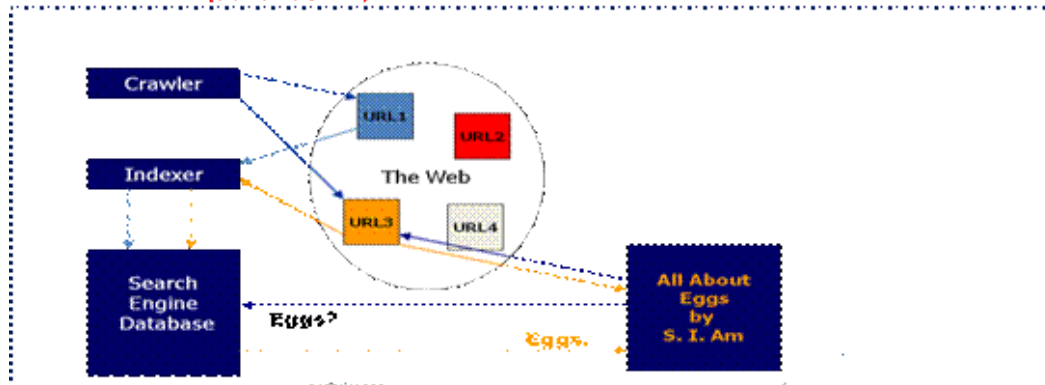 Crawler
URL1
URL2
Indexer
The Web
URL3
URL4
Search
Engine
Database
All About
Eggs
by
S. I. Am
Eggs?
Eggs.